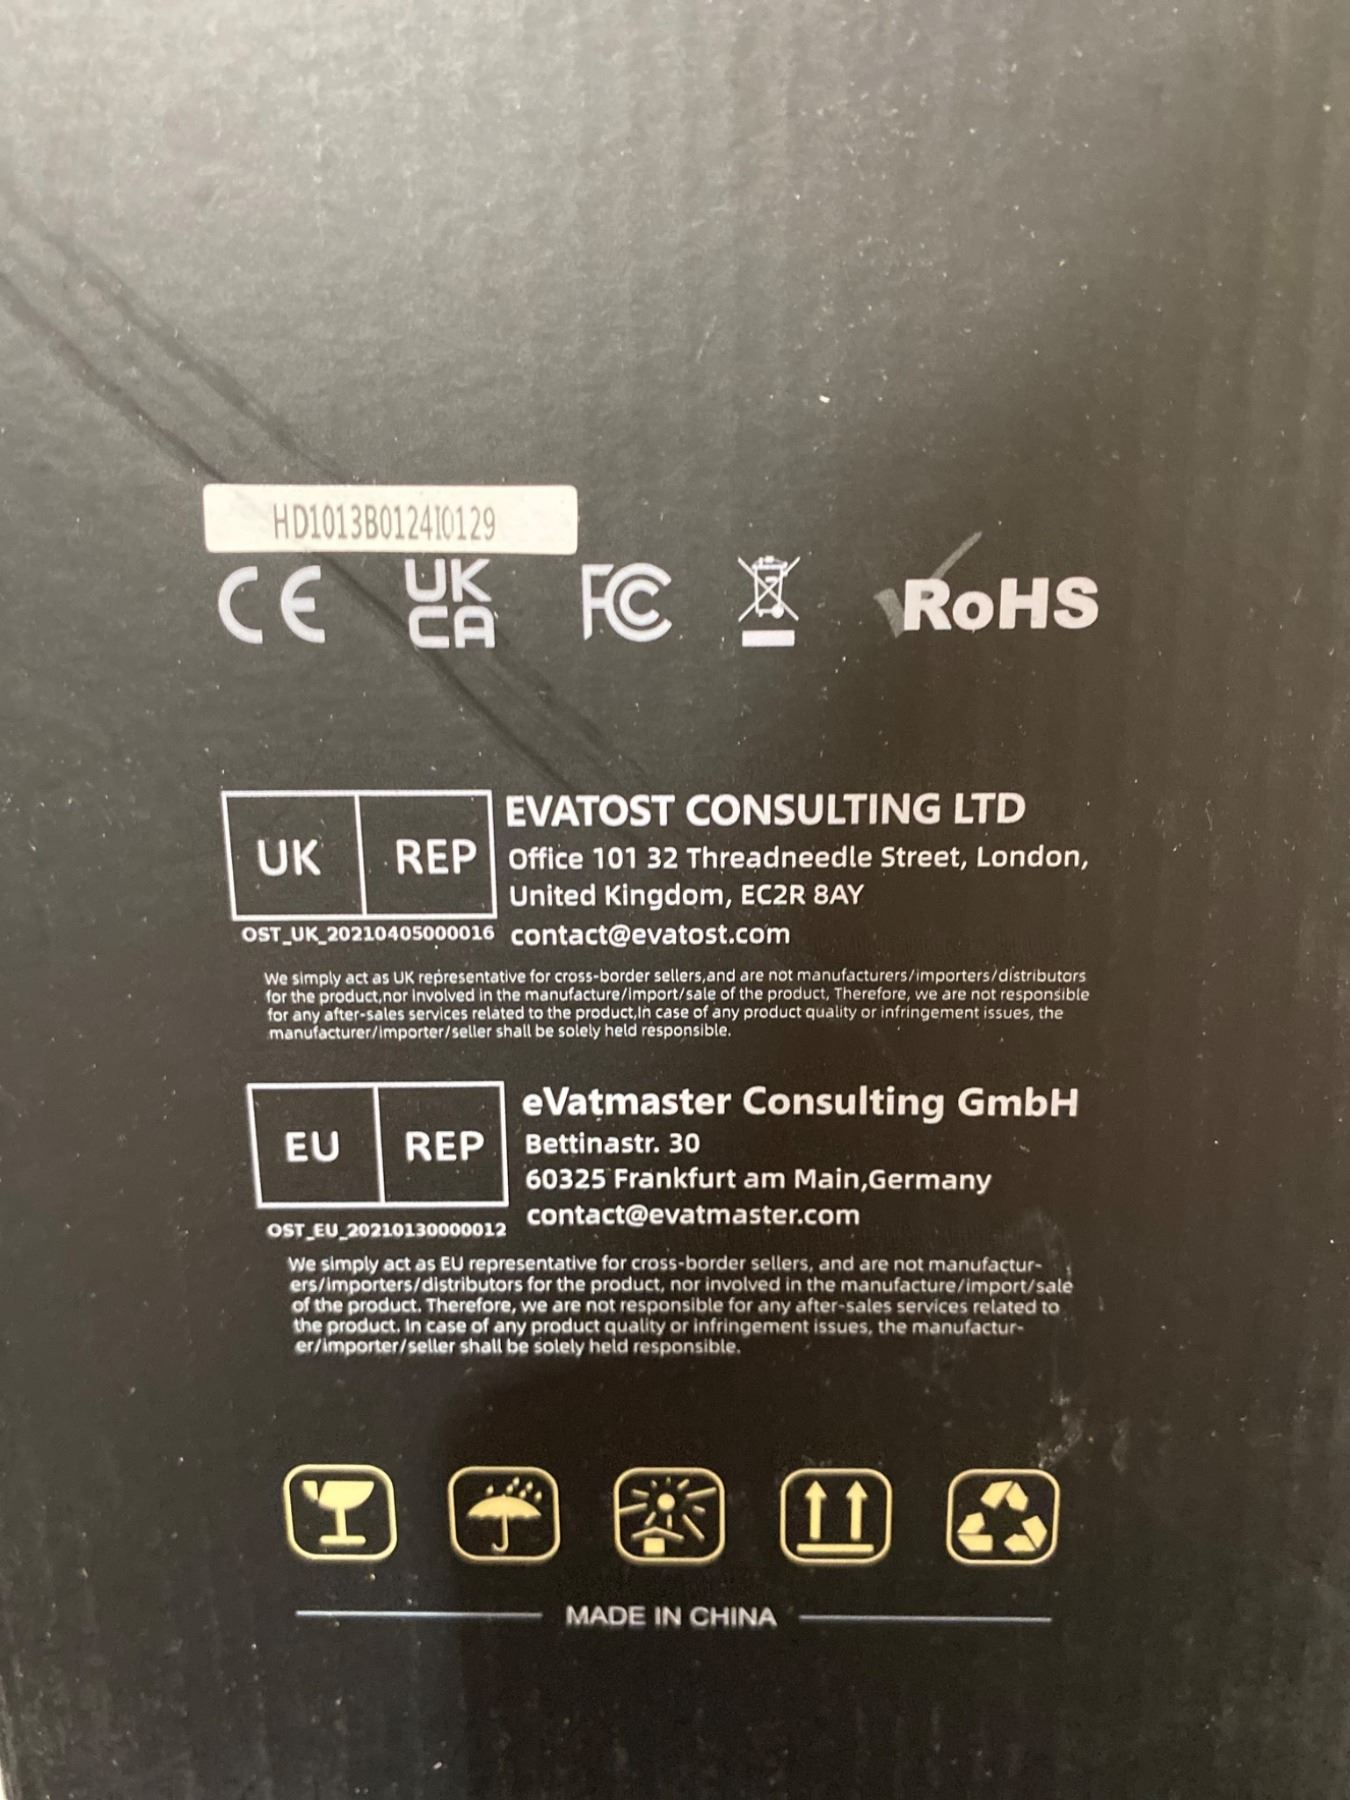 HD1013B0124I0129
CE
UK
CA
FC
RoHS
UK REP
EVATOST CONSULTING LTD
Office 101 32 Threadneedle Street, London,
United Kingdom, EC2R 8AY
OST_UK_20210405000016
contact@evatost.com
We simply act as UK representative for cross-border sellers,and are not manufacturers/importers/distributors
for the product,nor involved in the manufacture/import/sale of the product, Therefore, we are not responsible
for any after-sales services related to the product,In case of any product quality or infringement issues, the
manufacturer/importer/seller shall be solely held responsible.
EU REP
eVatmaster Consulting GmbH
Bettinastr. 30
60325 Frankfurt am Main,Germany
contact@evatmaster.com
OST_EU_20210130000012
We simply act as EU representative for cross-border sellers, and are not manufactur-
ers/importers/distributors for the product, nor involved in the manufacture/import/sale
of the product. Therefore, we are not responsible for any after-sales services related to
the product. In case of any product quality or infringement issues, the manufactur-
er/importer/seller shall be solely held responsible.
MADE IN CHINA